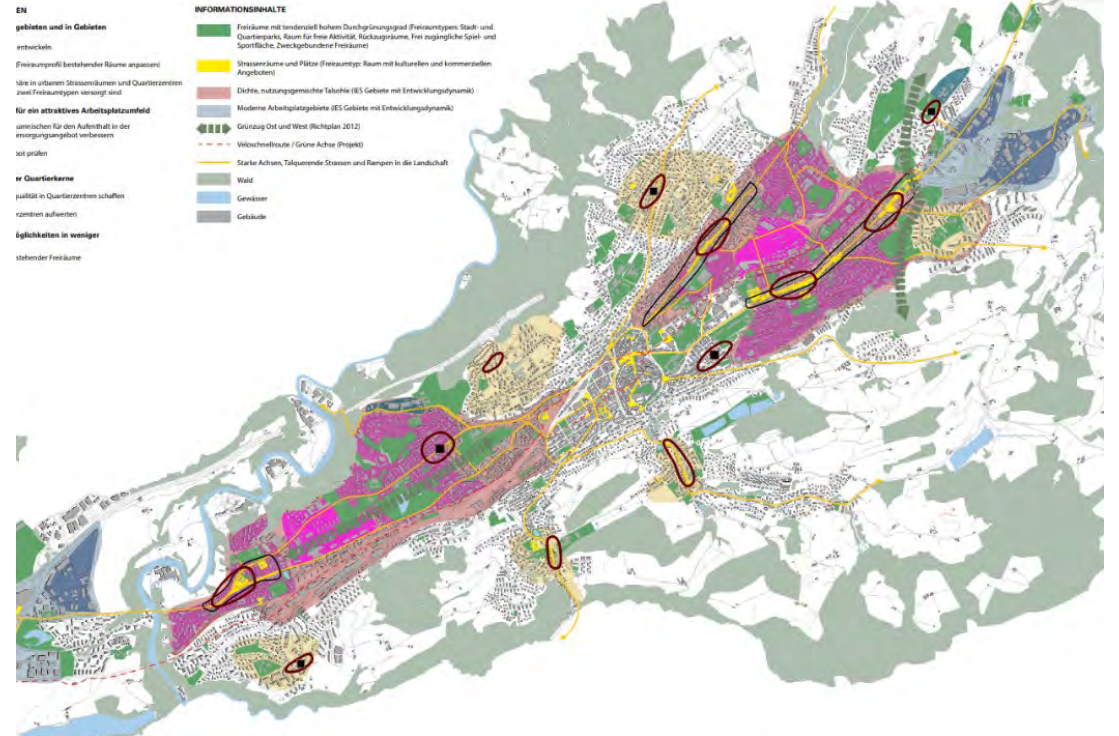 EN
gebieten und in Gebieten
entwickeln
(Freiraumprofil bestehender Räume anpassen)
häre in urbanen Strassenräumen und Quartierzentren
zwei Freiraumtypen versorgt sind
für ein attraktives Arbeitsplatzumfeld
für den Aufenthalt in der
ersorgungsangebot verbessern
bot prüfen
er Quartierkerne
qualität in Quartierzentren schaffen
erzentren aufwerten
öglichkeiten in weniger
stehender Freiräume
INFORMATIONSINHALTE
Freiräume mit tendenziell hohem Durchgrünungsgrad (Freiraumtypen: Stadt- und
Quartierparks, Raum für freie Aktivität, Rückzugsräume, Frei zugängliche Spiel- und
Sportfläche, Zweckgebundene Freiräume)
Strassenräume und Plätze (Freiraumtyp: Raum mit kulturellen und kommerziellen
Angeboten)
Dichte, nutzungsgemischte Talsohle (IES Gebiete mit Entwicklungsdynamik)
Moderne Arbeitsplatzgebiete (IES Gebiete mit Entwicklungsdynamik)
Grünzug Ost und West (Richtplan 2012)
Veloschnellroute / Grüne Achse (Projekt)
Starke Achsen, Talquerende Strassen und Rampen in die Landschaft
Wald
Gewässer
Gebäude